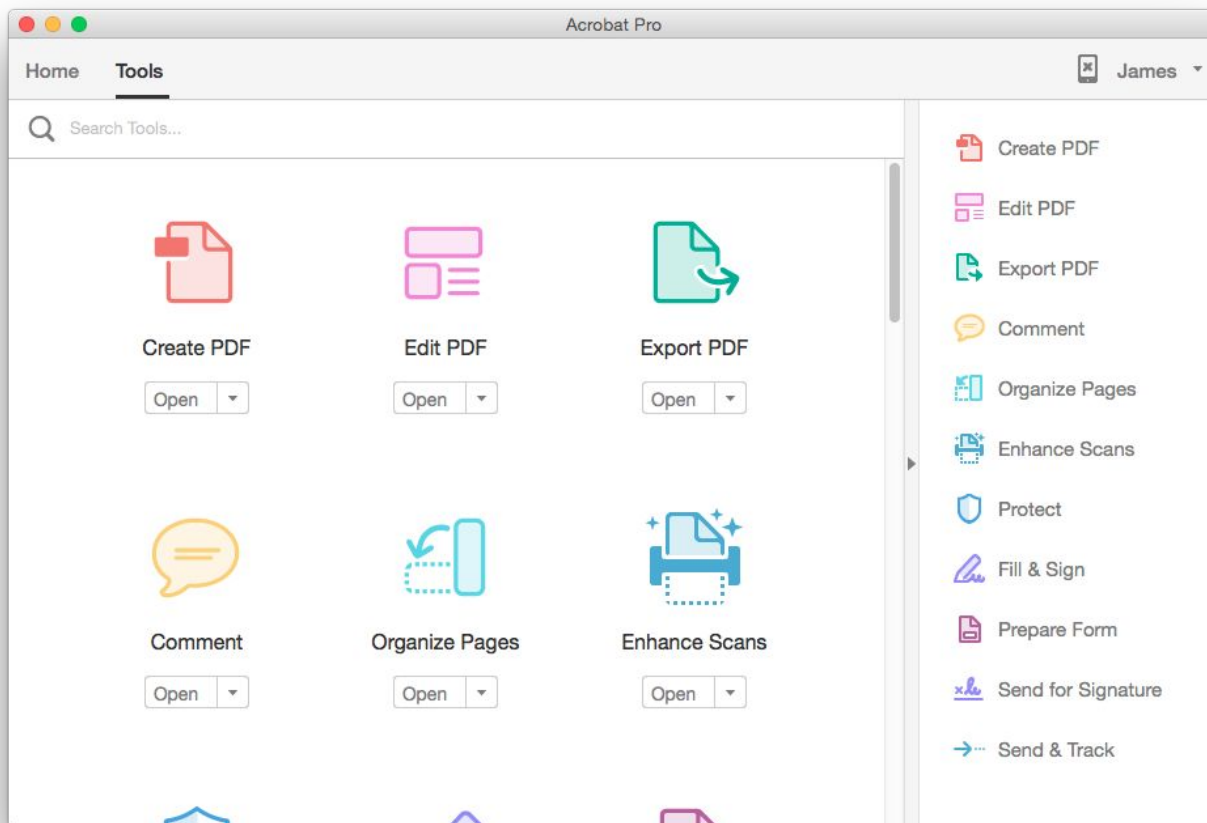 Acrobat Pro
Home Tools James
Search Tools...
Create PDF Edit PDF Export PDF
Open Open Open
Comment Organize Pages Enhance Scans
Open Open Open
Create PDF
Edit PDF
Export PDF
Comment
Organize Pages
Enhance Scans
Protect
Fill & Sign
Prepare Form
Send for Signature
Send & Track